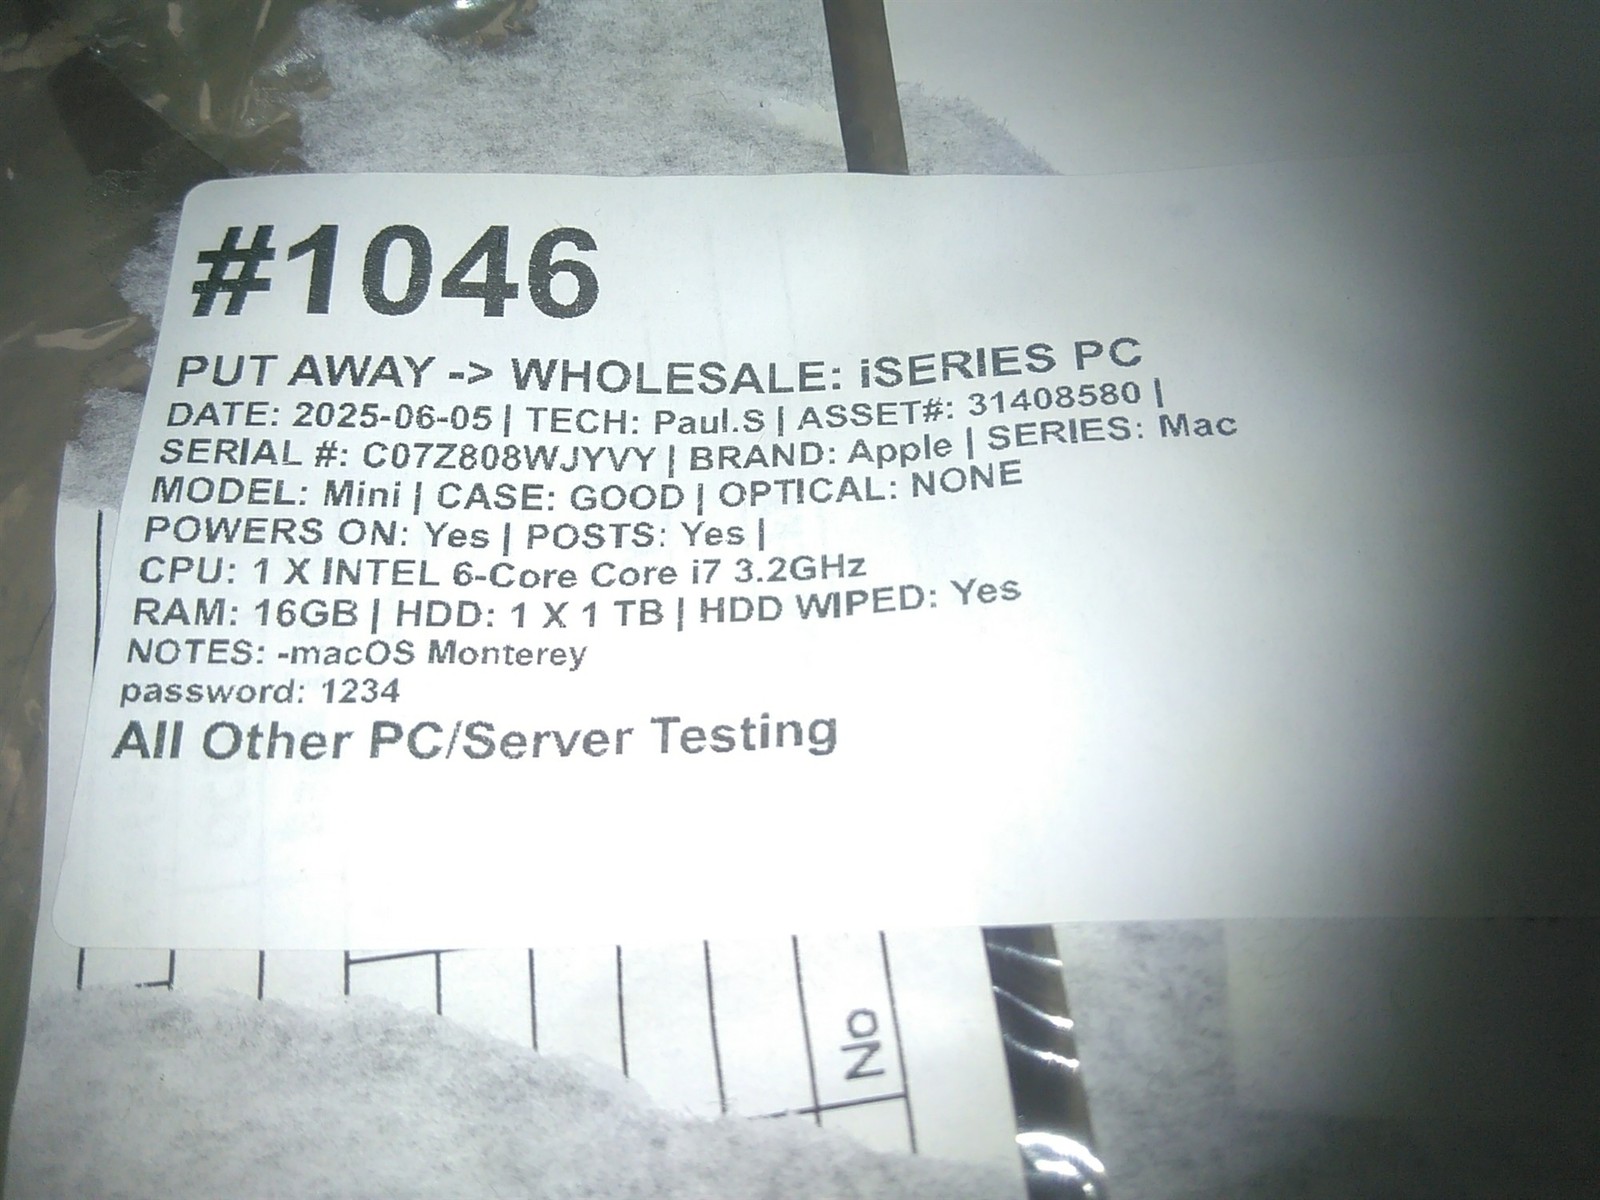 #1046
PUT AWAY -> WHOLESALE: iSERIES PC
DATE: 2025-06-05 | TECH: Paul.S | ASSET#: 31408580 |
SERIAL #: C07Z808WJYVY | BRAND: Apple | SERIES: Mac
MODEL: Mini | CASE: GOOD | OPTICAL: NONE
POWERS ON: Yes | POSTS: Yes |
CPU: 1 X INTEL 6-Core Core i7 3.2GHz
RAM: 16GB | HDD: 1 X 1 TB | HDD WIPED: Yes
NOTES: -macOS Monterey
password: 1234
All Other PC/Server Testing
No